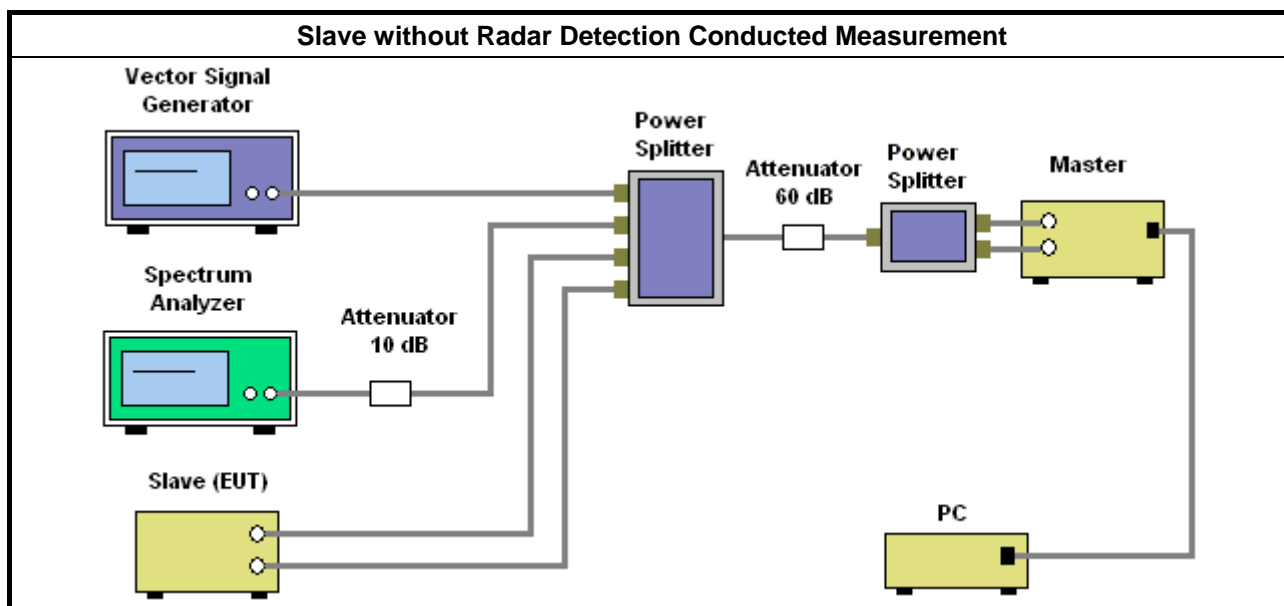 Slave without Radar Detection Conducted Measurement
Vector Signal
Generator
Power
Splitter
Attenuator
60 dB
Power
Splitter
Master
Spectrum
Analyzer
Attenuator
10 dB
Slave (EUT)
PC